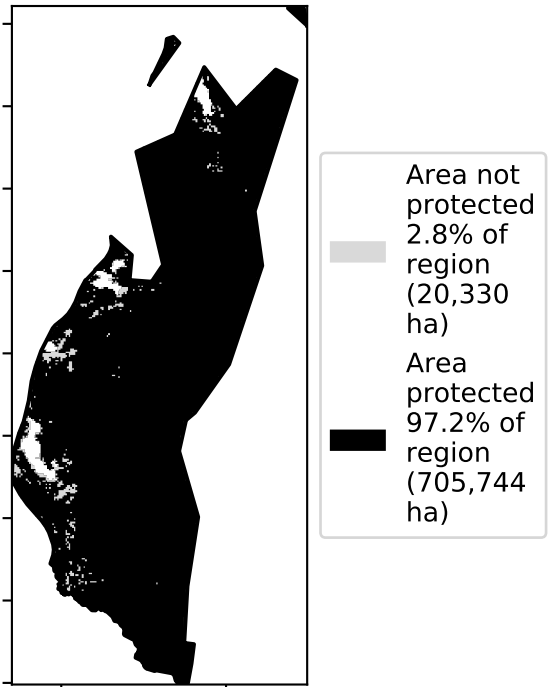 Area not
protected
2.8% of
region
(20,330
ha)
Area
protected
97.2% of
region
(705,744
ha)